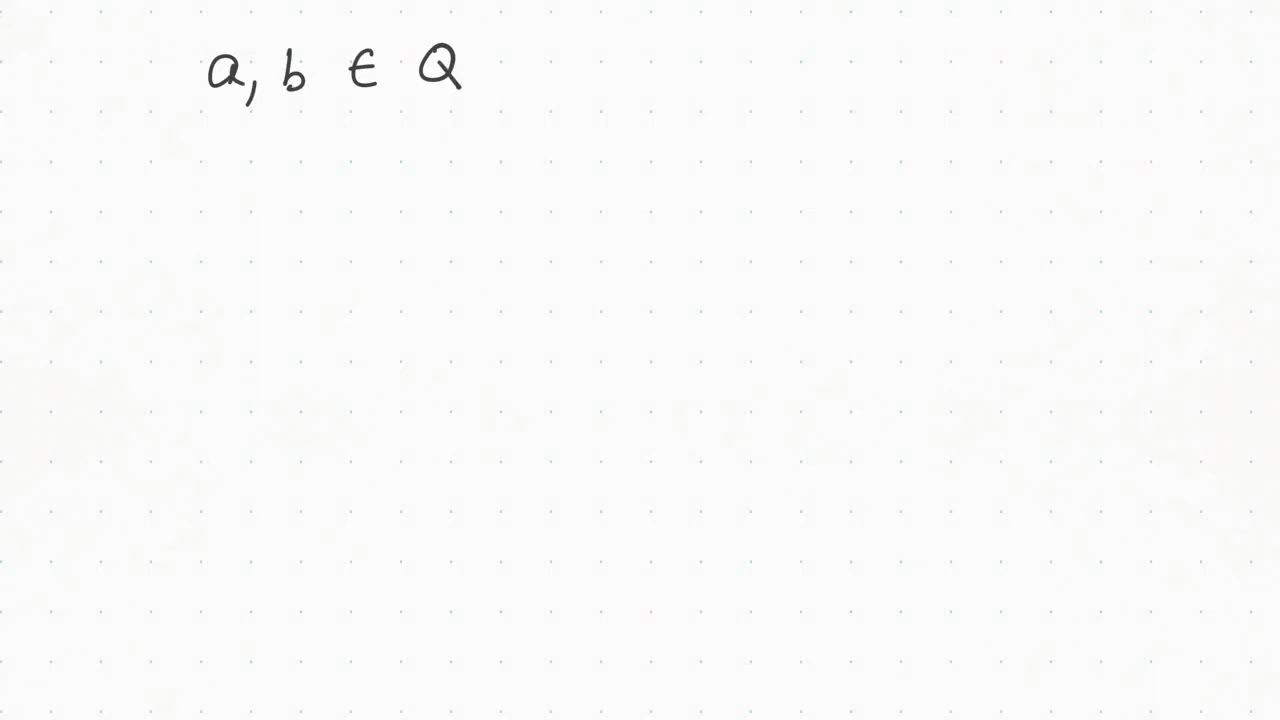 a, b ∈ Q